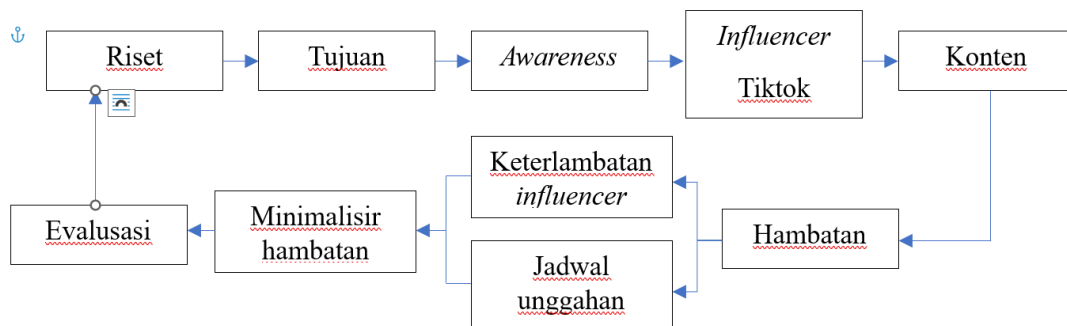 Riset
Tujuan
Awareness
Influencer
Tiktok
Konten
Keterlambatan
influencer
Hambatan
Jadwal
unggahan
Minimalisir
hambatan
Evalusasi